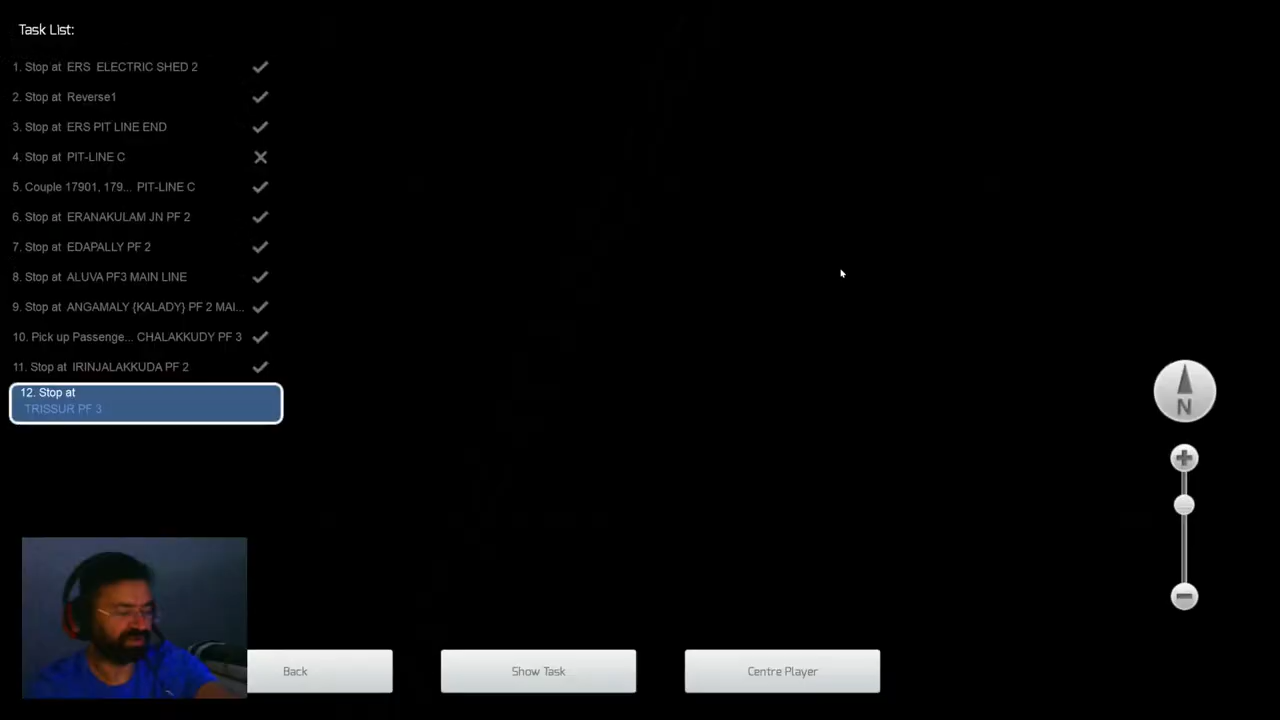 Task List:
1. Stop at ERS ELECTRIC SHED 2
2. Stop at Reverse1
3. Stop at ERS PIT LINE END
4. Stop at PIT-LINE C
5. Couple 17901, 179... PIT-LINE C
6. Stop at ERANAKULAM JN PF 2
7. Stop at EDAPALLY PF 2
8. Stop at ALUVA PF3 MAIN LINE
9. Stop at ANGAMALY {KALADY} PF 2 MAI...
10. Pick up Passenge... CHALAKKUDY PF 3
11. Stop at IRINJALAKKUDA PF 2
12. Stop at
TRISSUR PF 3
N
Back
Show Task
Centre Player